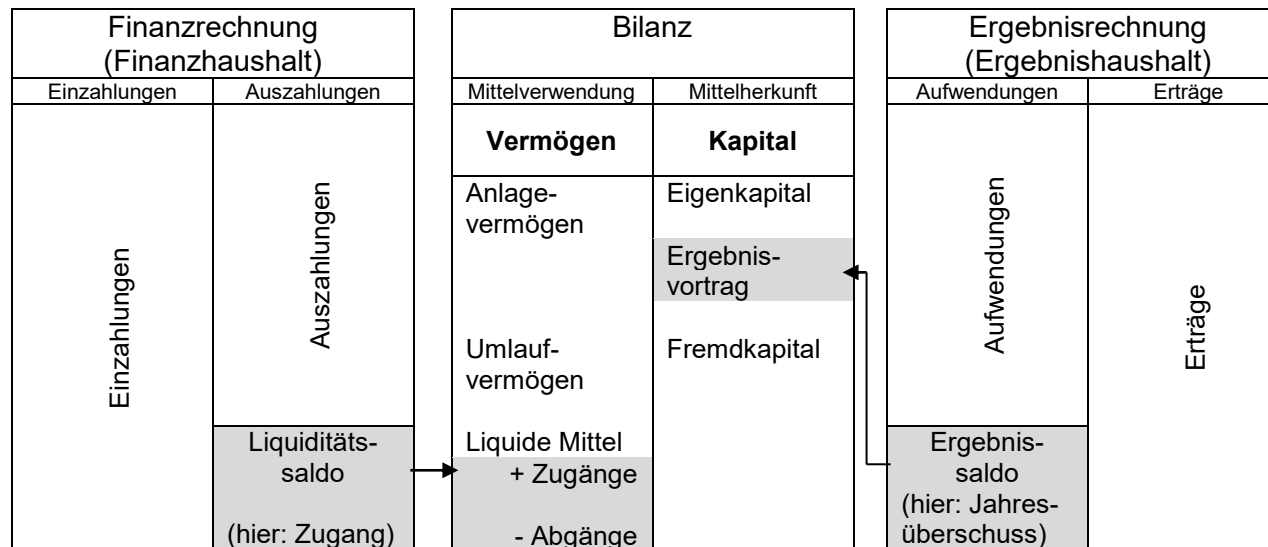 Finanzrechnung
(Finanzhaushalt)
Einzahlungen
Auszahlungen
Einzahlungen
Auszahlungen
Liquiditäts-
saldo
(hier: Zugang)
Bilanz
Mittelverwendung
Mittelherkunft
Vermögen
Kapital
Anlage-
vermögen
Umlauf-
vermögen
Liquide Mittel
+ Zugänge
- Abgänge
Eigenkapital
Ergebnis-
vortrag
Fremdkapital
Ergebnisrechnung
(Ergebnishaushalt)
Aufwendungen
Erträge
Aufwendungen
Ergebnis-
saldo
(hier: Jahres-
überschuss)
Erträge